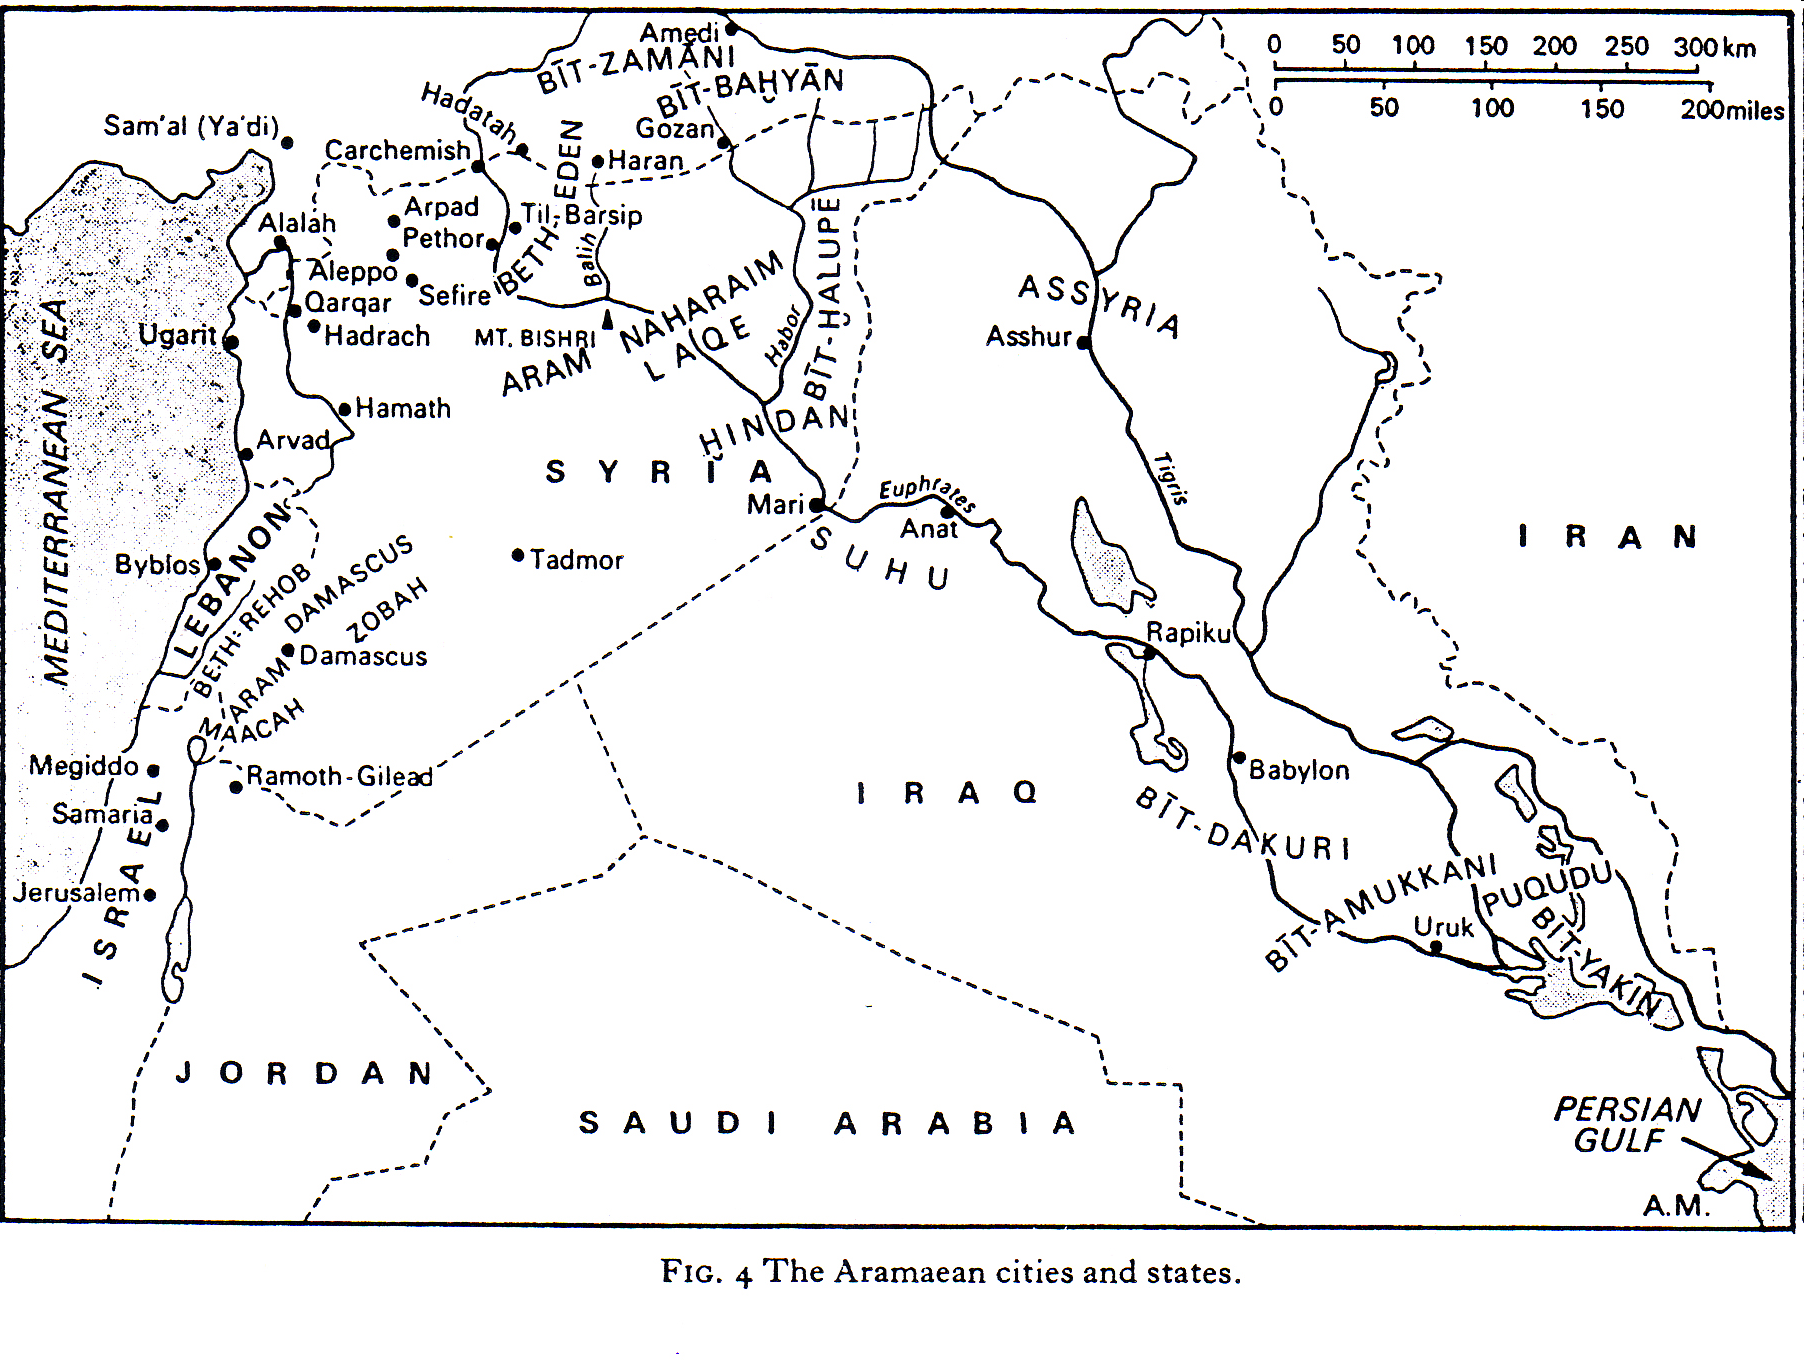 0 50 100 150 200 250 300 km
0 50 100 150 200 miles
Amedi
BĪT-ZAMĀNI
BĪT-BAḪYĀN
Hadatah
Gozan
Sam'al (Ya'di)
Carchemish
Haran
BETH-EDEN
Arpad
Til-Barsip
Pethor
Alalah
Aleppo
Sefire
Balih
Qarqar
Hadrach
Ugarit
MT. BISHRI
ARAM NAHARAIM
LAQE
Habor
BĪT-ḪALUPĒ
ASSYRIA
Asshur
MEDITERRANEAN SEA
Hamath
Arvad
ḪINDAN
SYRIA
Mari
Euphrates
Anat
Tigris
SUHU
IRAN
Byblos
LEBANON
Tadmor
BETH-REHOB
DAMASCUS
ZOBAH
ARAM
Damascus
MAACAH
Rapiku
Megiddo
Ramoth-Gilead
Samaria
ISRAEL
Jerusalem
IRAQ
Babylon
BĪT-DAKURI
BĪT-AMUKKANI
PUQUDU
Uruk
BĪT-YAKIN
JORDAN
SAUDI ARABIA
PERSIAN
GULF
A.M.
FIG. 4 The Aramaean cities and states.